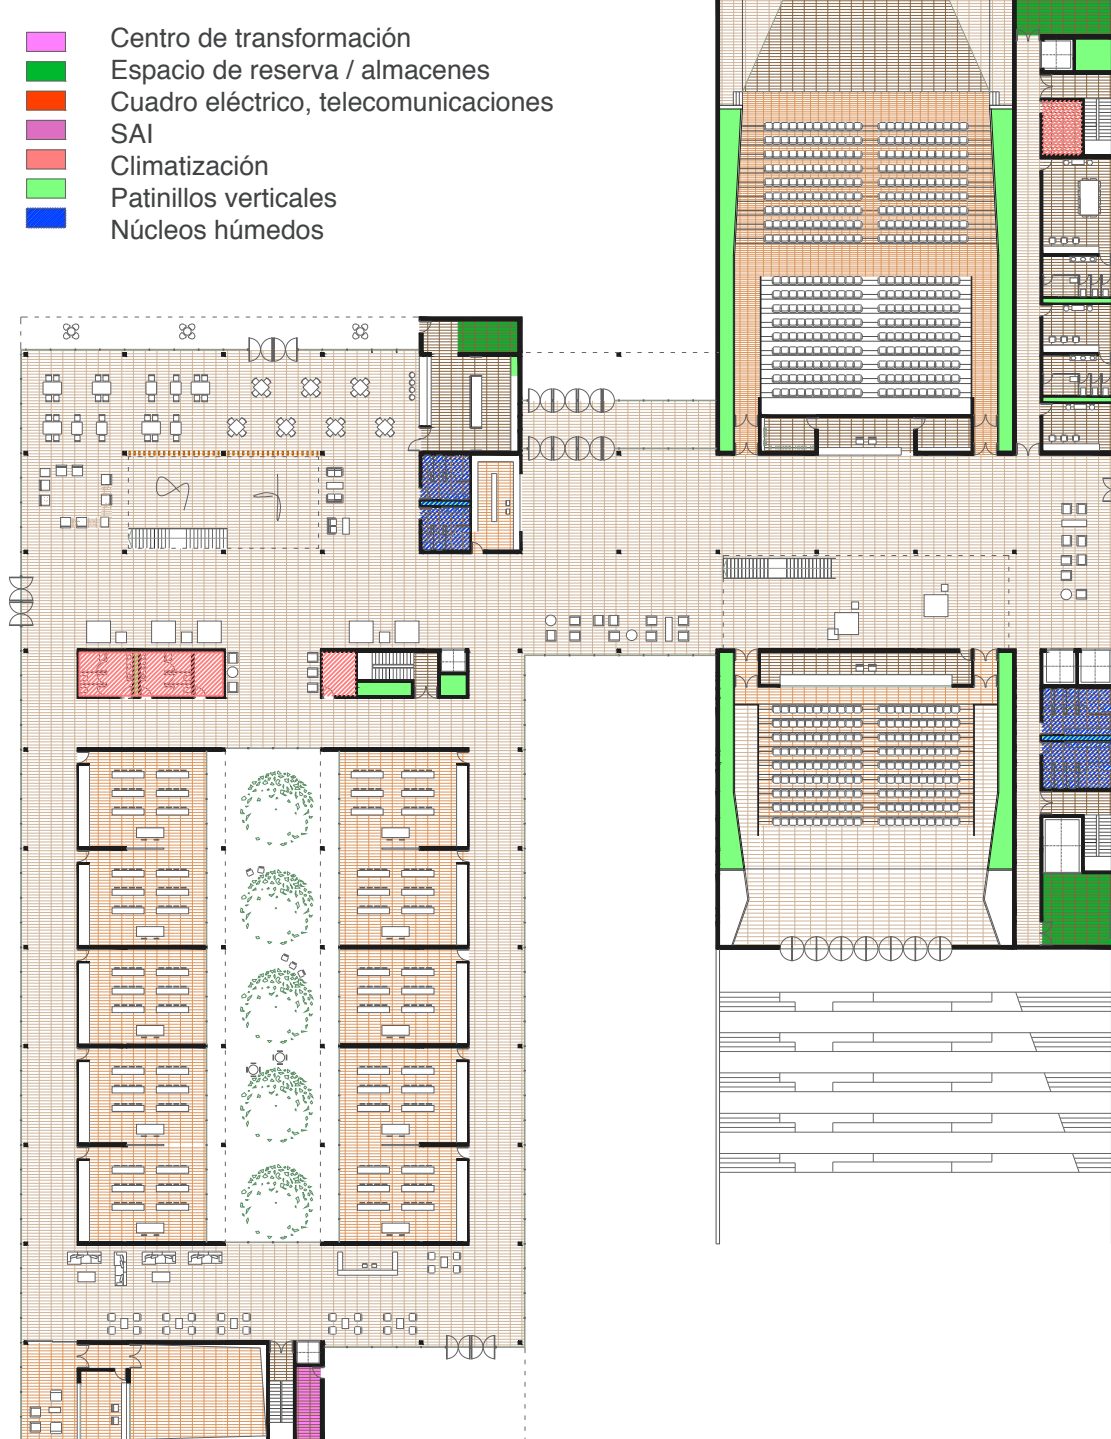 Centro de transformación
Espacio de reserva / almacenes
Cuadro eléctrico, telecomunicaciones
SAI
Climatización
Patinillos verticales
Núcleos húmedos